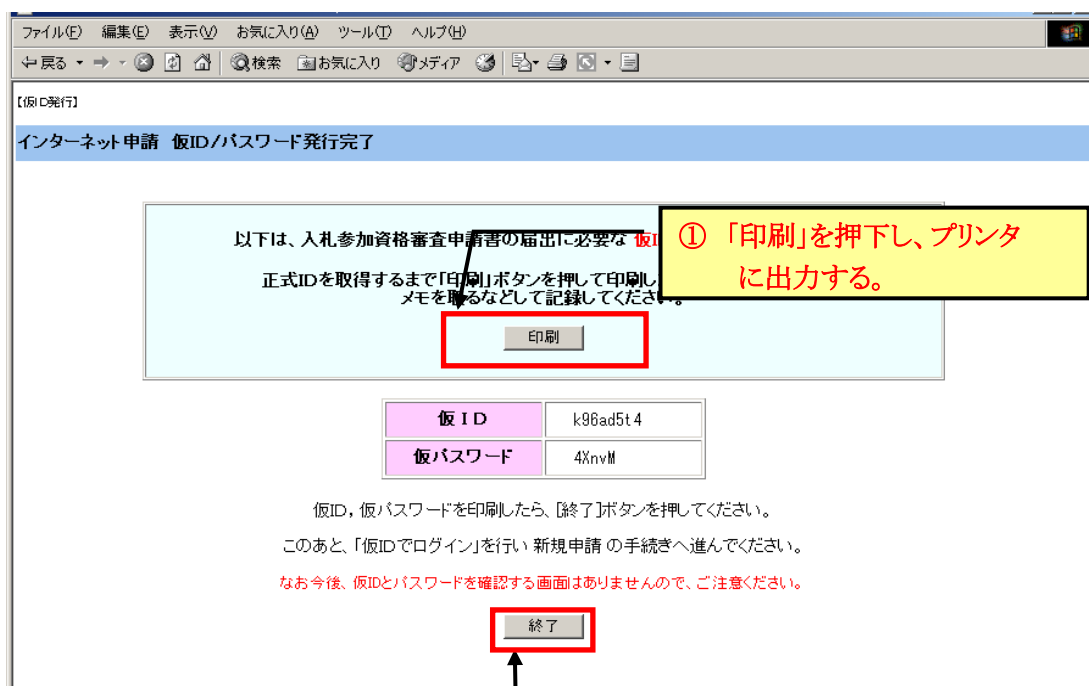 ファイル(F) 編集(E) 表示(V) お気に入り(A) ツール(T) ヘルプ(H)
戻る 検索 お気に入り メディア
【仮ID発行】
インターネット申請 仮ID/パスワード発行完了
以下は、入札参加資格審査申請書の届出に必要な 仮I
① 「印刷」を押下し、プリンタ
に出力する。
正式IDを取得するまで「印刷」ボタンを押して印刷し
メモを取るなどして記録してください。
印刷
仮ID k96ad5t4
仮パスワード 4XnvM
仮ID，仮パスワードを印刷したら、[終了]ボタンを押してください。
このあと、「仮IDでログイン」を行い 新規申請 の手続きへ進んでください。
なお今後、仮IDとパスワードを確認する画面はありませんので、ご注意ください。
終了